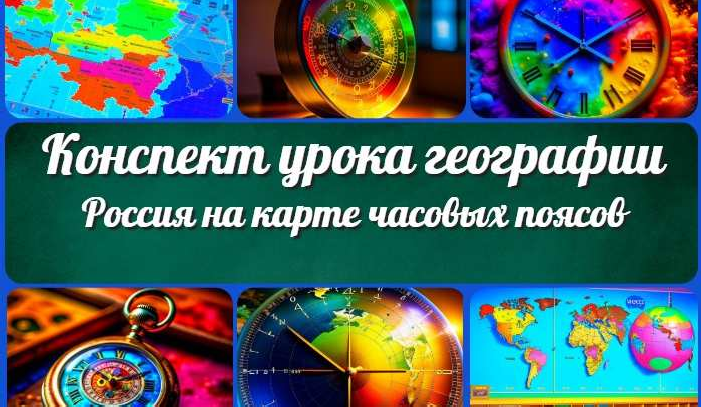 Конспект урока географии
Россия на карте часовых поясов